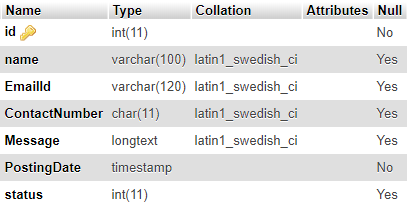 Name Type Collation Attributes Null
id int(11) No
name varchar(100) latin1_swedish_ci Yes
EmailId varchar(120) latin1_swedish_ci Yes
ContactNumber char(11) latin1_swedish_ci Yes
Message longtext latin1_swedish_ci Yes
PostingDate timestamp No
status int(11) Yes